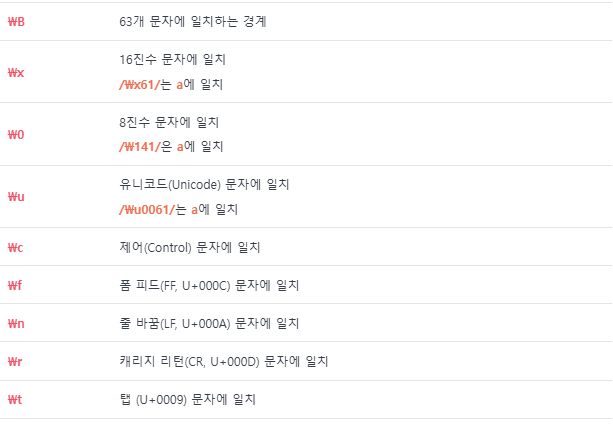 ₩B 63개 문자에 일치하는 경계
₩x 16진수 문자에 일치
/₩x61/는 a에 일치
₩0 8진수 문자에 일치
/₩141/은 a에 일치
₩u 유니코드(Unicode) 문자에 일치
/₩u0061/는 a에 일치
₩c 제어(Control) 문자에 일치
₩f 폼 피드(FF, U+000C) 문자에 일치
₩n 줄 바꿈(LF, U+000A) 문자에 일치
₩r 캐리지 리턴(CR, U+000D) 문자에 일치
₩t 탭 (U+0009) 문자에 일치